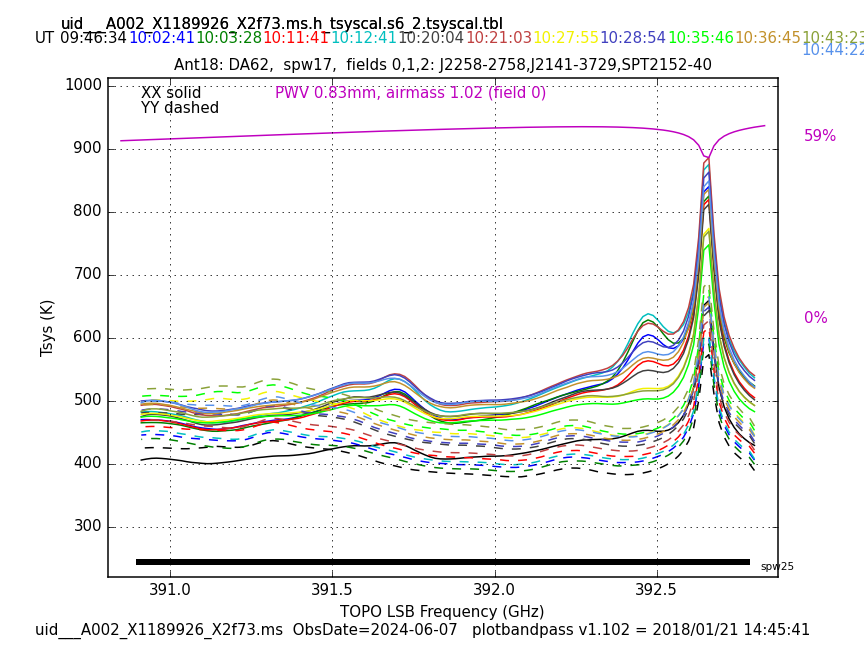 uid___A002_X1189926_X2f73.ms.h_tsyscal.s6_2.tsyscal.tbl
UT 09:46:34 10:02:41 10:03:28 10:11:41 10:12:41 10:20:04 10:21:03 10:27:55 10:28:54 10:35:46 10:36:45 10:43:23
10:44:22
Ant18: DA62, spw17, fields 0,1,2: J2258-2758,J2141-3729,SPT2152-40
XX solid
YY dashed
PWV 0.83mm, airmass 1.02 (field 0)
1000
900
800
700
600
500
400
300
Tsys (K)
59%
0%
spw25
391.0 391.5 392.0 392.5
TOPO LSB Frequency (GHz)
uid___A002_X1189926_X2f73.ms ObsDate=2024-06-07 plotbandpass v1.102 = 2018/01/21 14:45:41